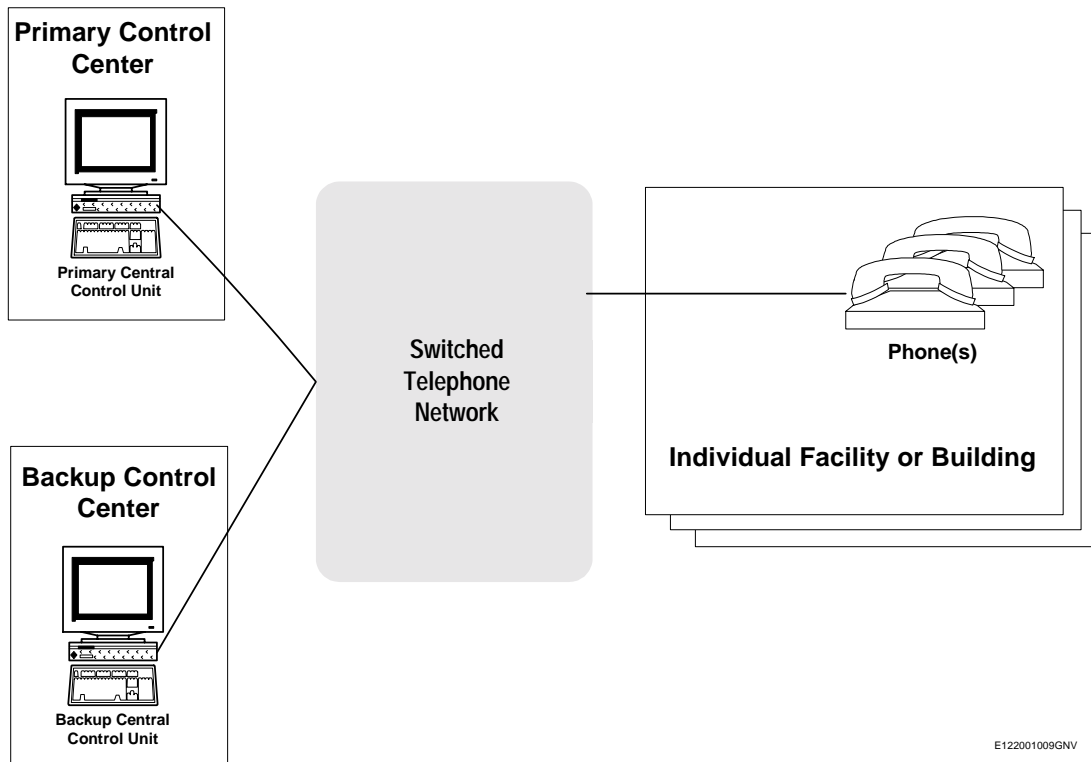 Primary Control
Center
Primary Central
Control Unit
Switched
Telephone
Network
Phone(s)
Individual Facility or Building
Backup Control
Center
Backup Central
Control Unit
E122001009GNV